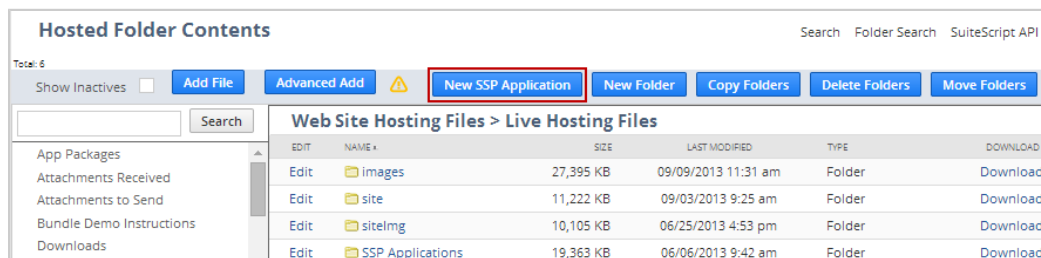 Hosted Folder Contents
Search Folder Search SuiteScript API
Total: 6
Show Inactives Add File Advanced Add New SSP Application New Folder Copy Folders Delete Folders Move Folders
Search Web Site Hosting Files > Live Hosting Files
EDIT NAME SIZE LAST MODIFIED TYPE DOWNLOAD
App Packages
Edit images 27,395 KB 09/09/2013 11:31 am Folder Download
Attachments Received
Edit site 11,222 KB 09/03/2013 9:25 am Folder Download
Attachments to Send
Edit siteImg 10,105 KB 06/25/2013 4:53 pm Folder Download
Bundle Demo Instructions
Downloads
Edit SSP Applications 19,363 KB 06/06/2013 9:42 am Folder Download